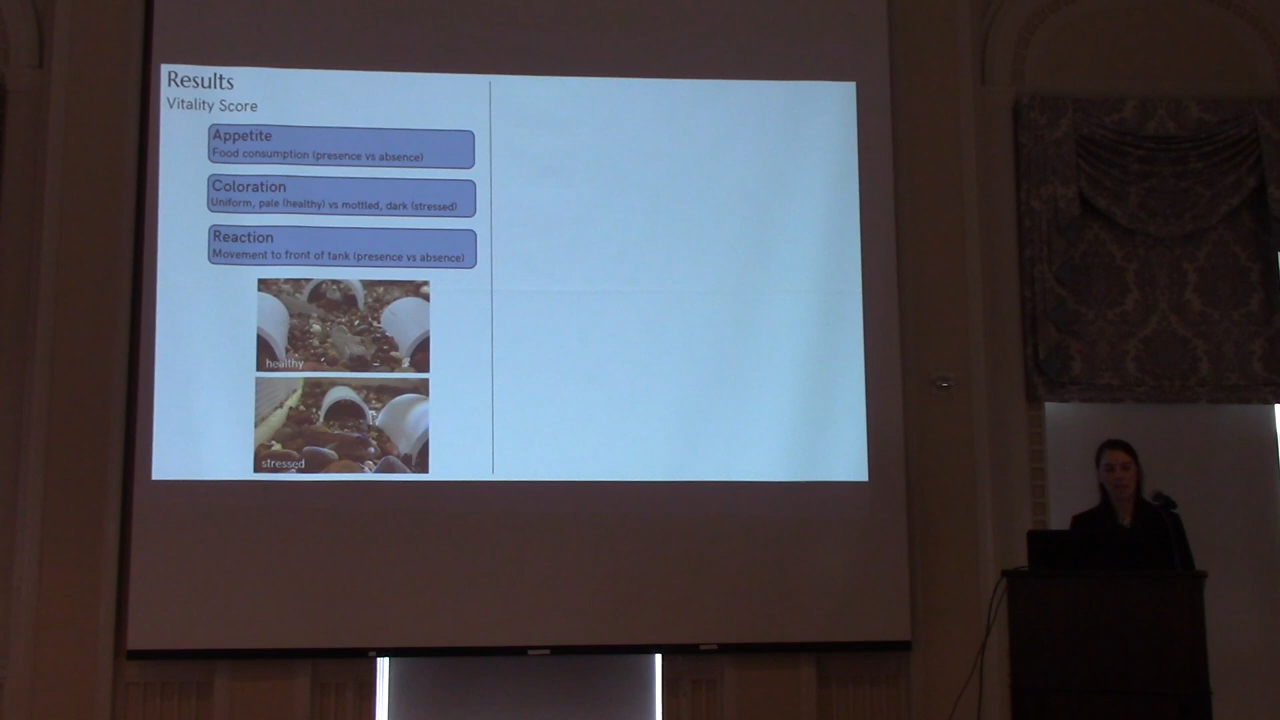 Results
Vitality Score
Appetite
Food consumption (presence vs absence)
Coloration
Uniform, pale (healthy) vs mottled, dark (stressed)
Reaction
Movement to front of tank (presence vs absence)
healthy
stressed